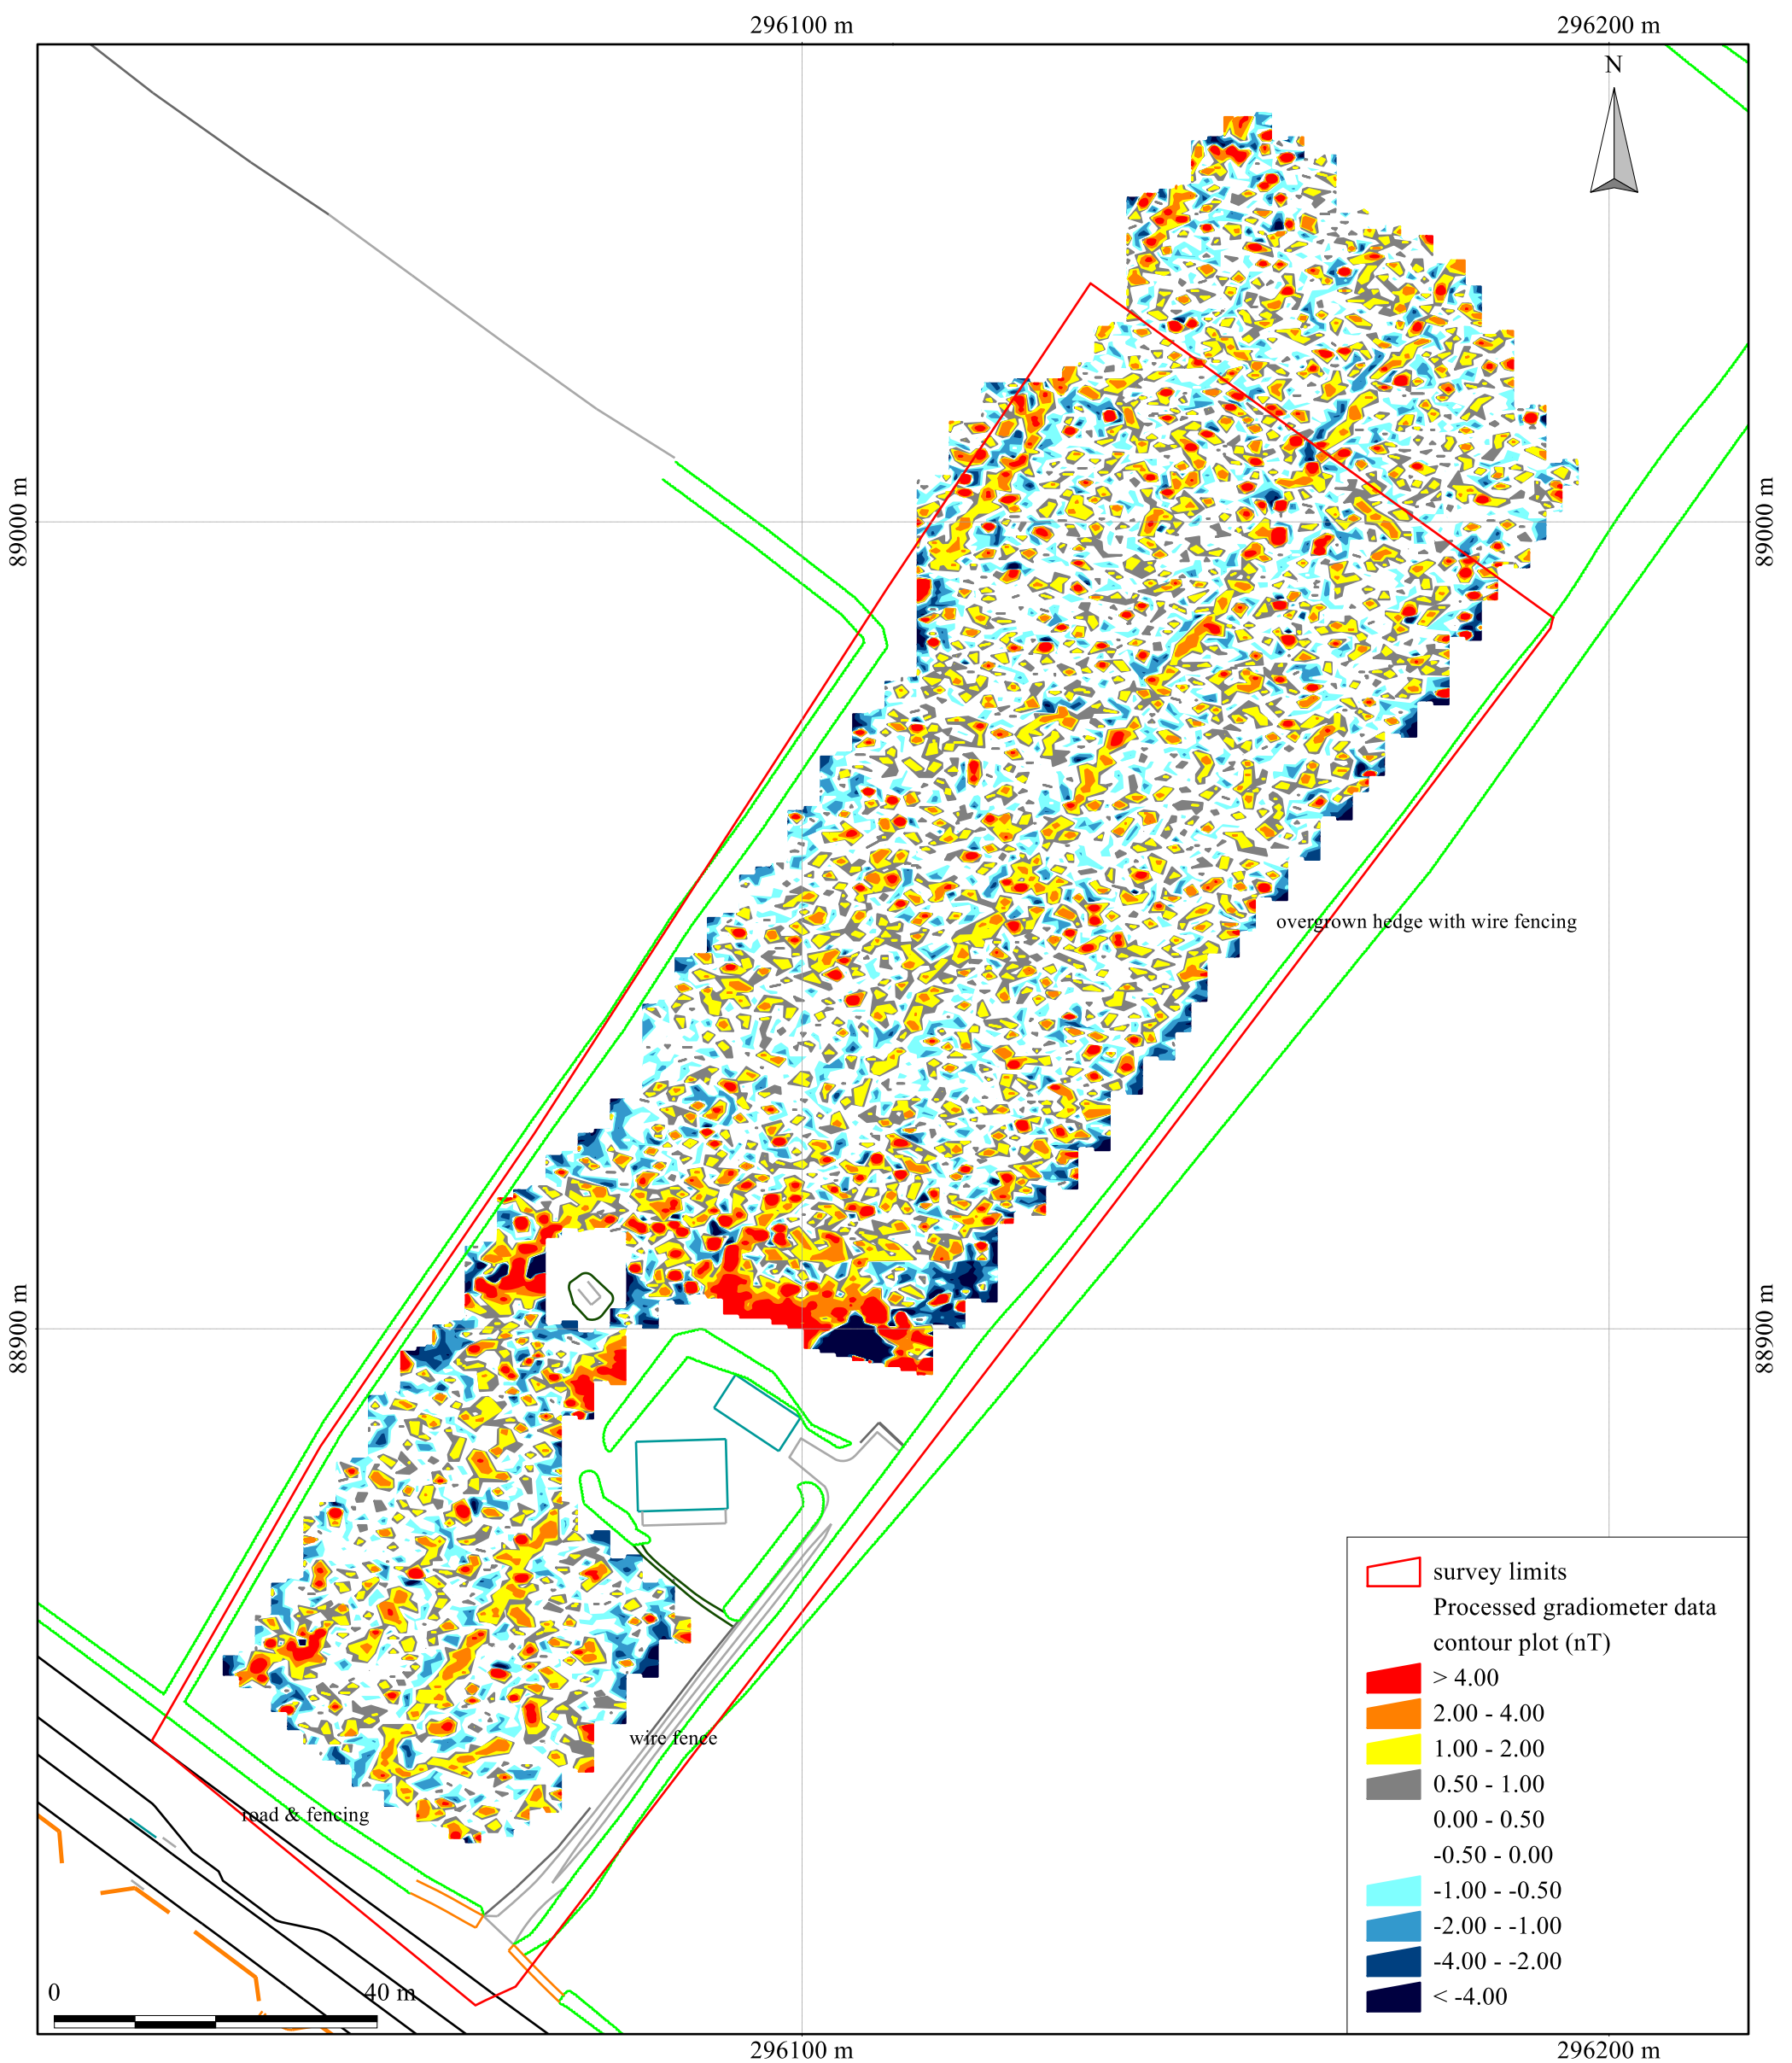 296100 m
296200 m
N
89000 m
89000 m
overgrown hedge with wire fencing
88900 m
88900 m
survey limits
Processed gradiometer data
contour plot (nT)
> 4.00
2.00 - 4.00
1.00 - 2.00
0.50 - 1.00
0.00 - 0.50
-0.50 - 0.00
-1.00 - -0.50
-2.00 - -1.00
-4.00 - -2.00
< -4.00
wire fence
road & fencing
0
40 m
296100 m
296200 m